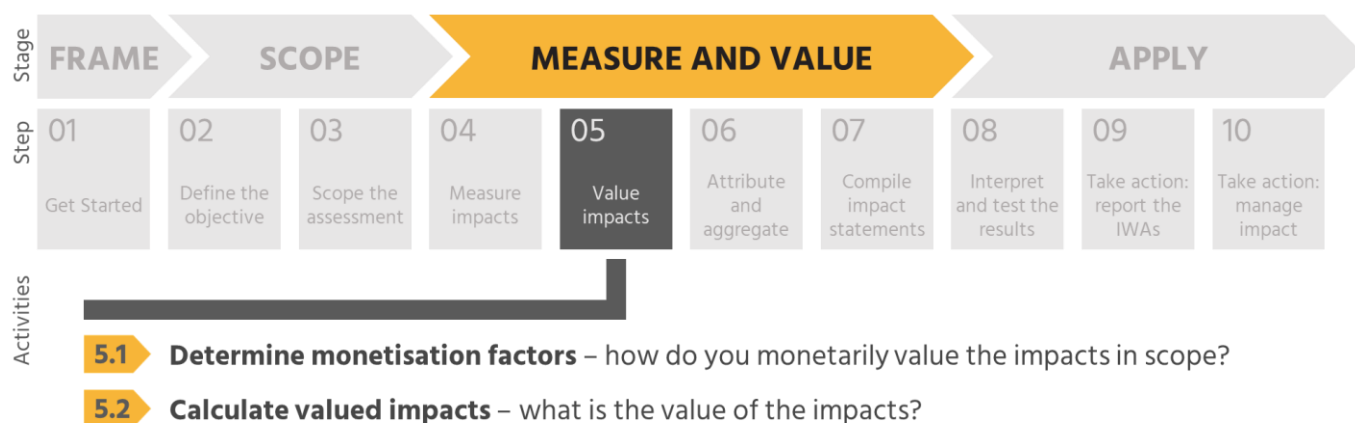 Stage
FRAME
SCOPE
MEASURE AND VALUE
APPLY
Step
01
Get Started
02
Define the
objective
03
Scope the
assessment
04
Measure
impacts
05
Value
impacts
06
Attribute
and
aggregate
07
Compile
impact
statements
08
Interpret
and test the
results
09
Take action:
report the
IWAs
10
Take action:
manage
impact
Activities
5.1 Determine monetisation factors – how do you monetarily value the impacts in scope?
5.2 Calculate valued impacts – what is the value of the impacts?